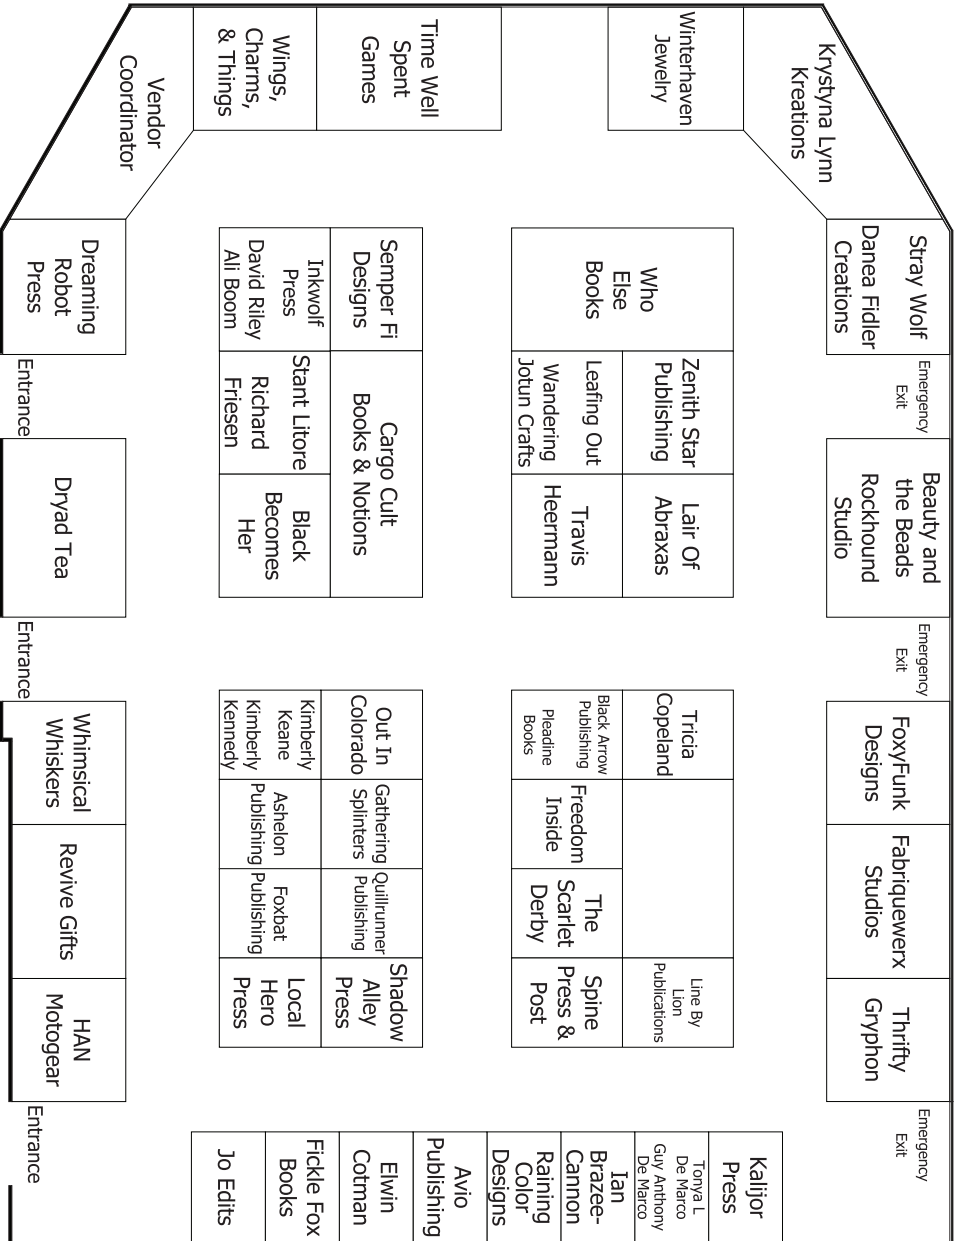 Time Well
Spent
Games
Wings,
Charms,
& Things
Vendor
Coordinator
Winterhaven
Jewelry
Krystyna Lynn
Kreations
Dreaming
Robot
Press
Semper Fi
Designs
Inkwolf
Press
David Riley
Ali Boom
Who
Else
Books
Stray Wolf
Danea Fidler
Creations
Entrance
Emergency
Exit
Stant Litore
Richard
Friesen
Cargo Cult
Books & Notions
Leafing Out
Wandering
Jotun Crafts
Zenith Star
Publishing
Dryad Tea
Black
Becomes
Her
Travis
Heermann
Lair Of
Abraxas
Beauty and
the Beads
Rockhound
Studio
Entrance
Emergency
Exit
Whimsical
Whiskers
Kimberly
Keane
Kimberly
Kennedy
Out In
Colorado
Black Arrow
Publishing
Pleadine
Books
Tricia
Copeland
FoxyFunk
Designs
Revive Gifts
Ashelon
Publishing
Gathering
Splinters
Freedom
Inside
Fabriquewerx
Studios
Foxbat
Publishing
Quillrunner
Publishing
The
Scarlet
Derby
HAN
Motogear
Local
Hero
Press
Shadow
Alley
Press
Spine
Press &
Post
Line By
Lion
Publications
Thrifty
Gryphon
Entrance
Emergency
Exit
Jo Edits
Fickle Fox
Books
Elwin
Cotman
Avio
Publishing
Raining
Color
Designs
Ian
Brazee-
Cannon
Tonya L
De Marco
Guy Anthony
De Marco
Kalijor
Press